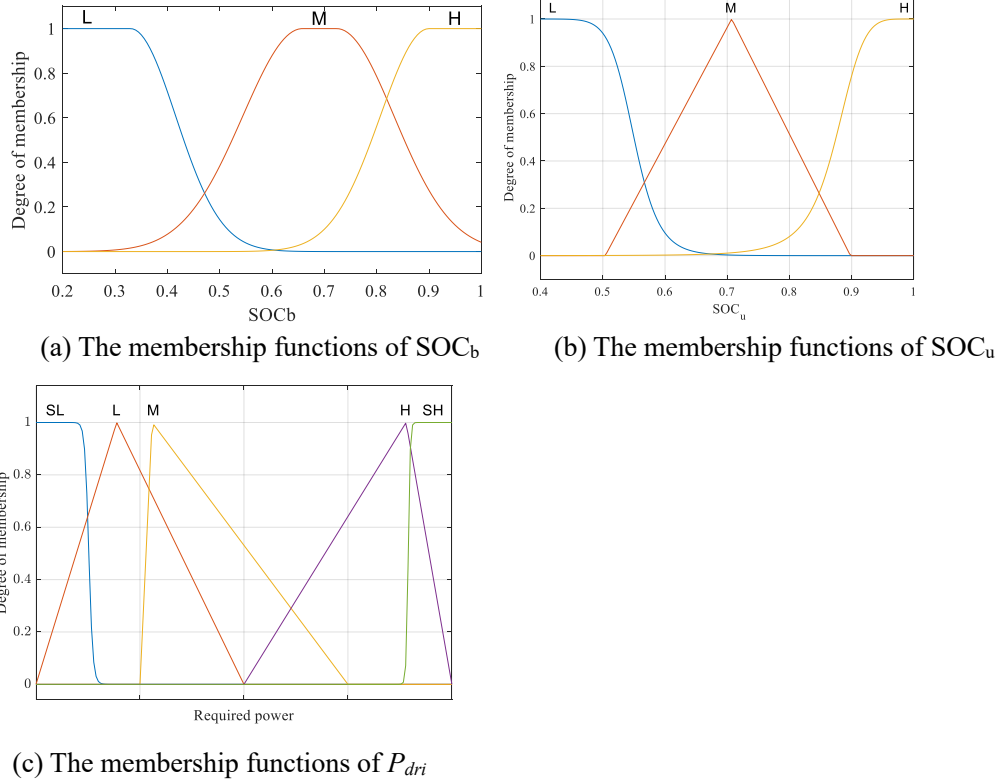 L M H
1
0.8
0.6
0.4
0.2
0
Degree of membership
0.2 0.3 0.4 0.5 0.6 0.7 0.8 0.9 1
SOCb
L M H
1
0.8
0.6
0.4
0.2
0
Degree of membership
0.4 0.5 0.6 0.7 0.8 0.9 1
SOCu
(a) The membership functions of SOCb
(b) The membership functions of SOCu
SL L M H SH
1
0.8
0.6
0.4
0.2
0
Degree of membership
Required power
(c) The membership functions of Pdri